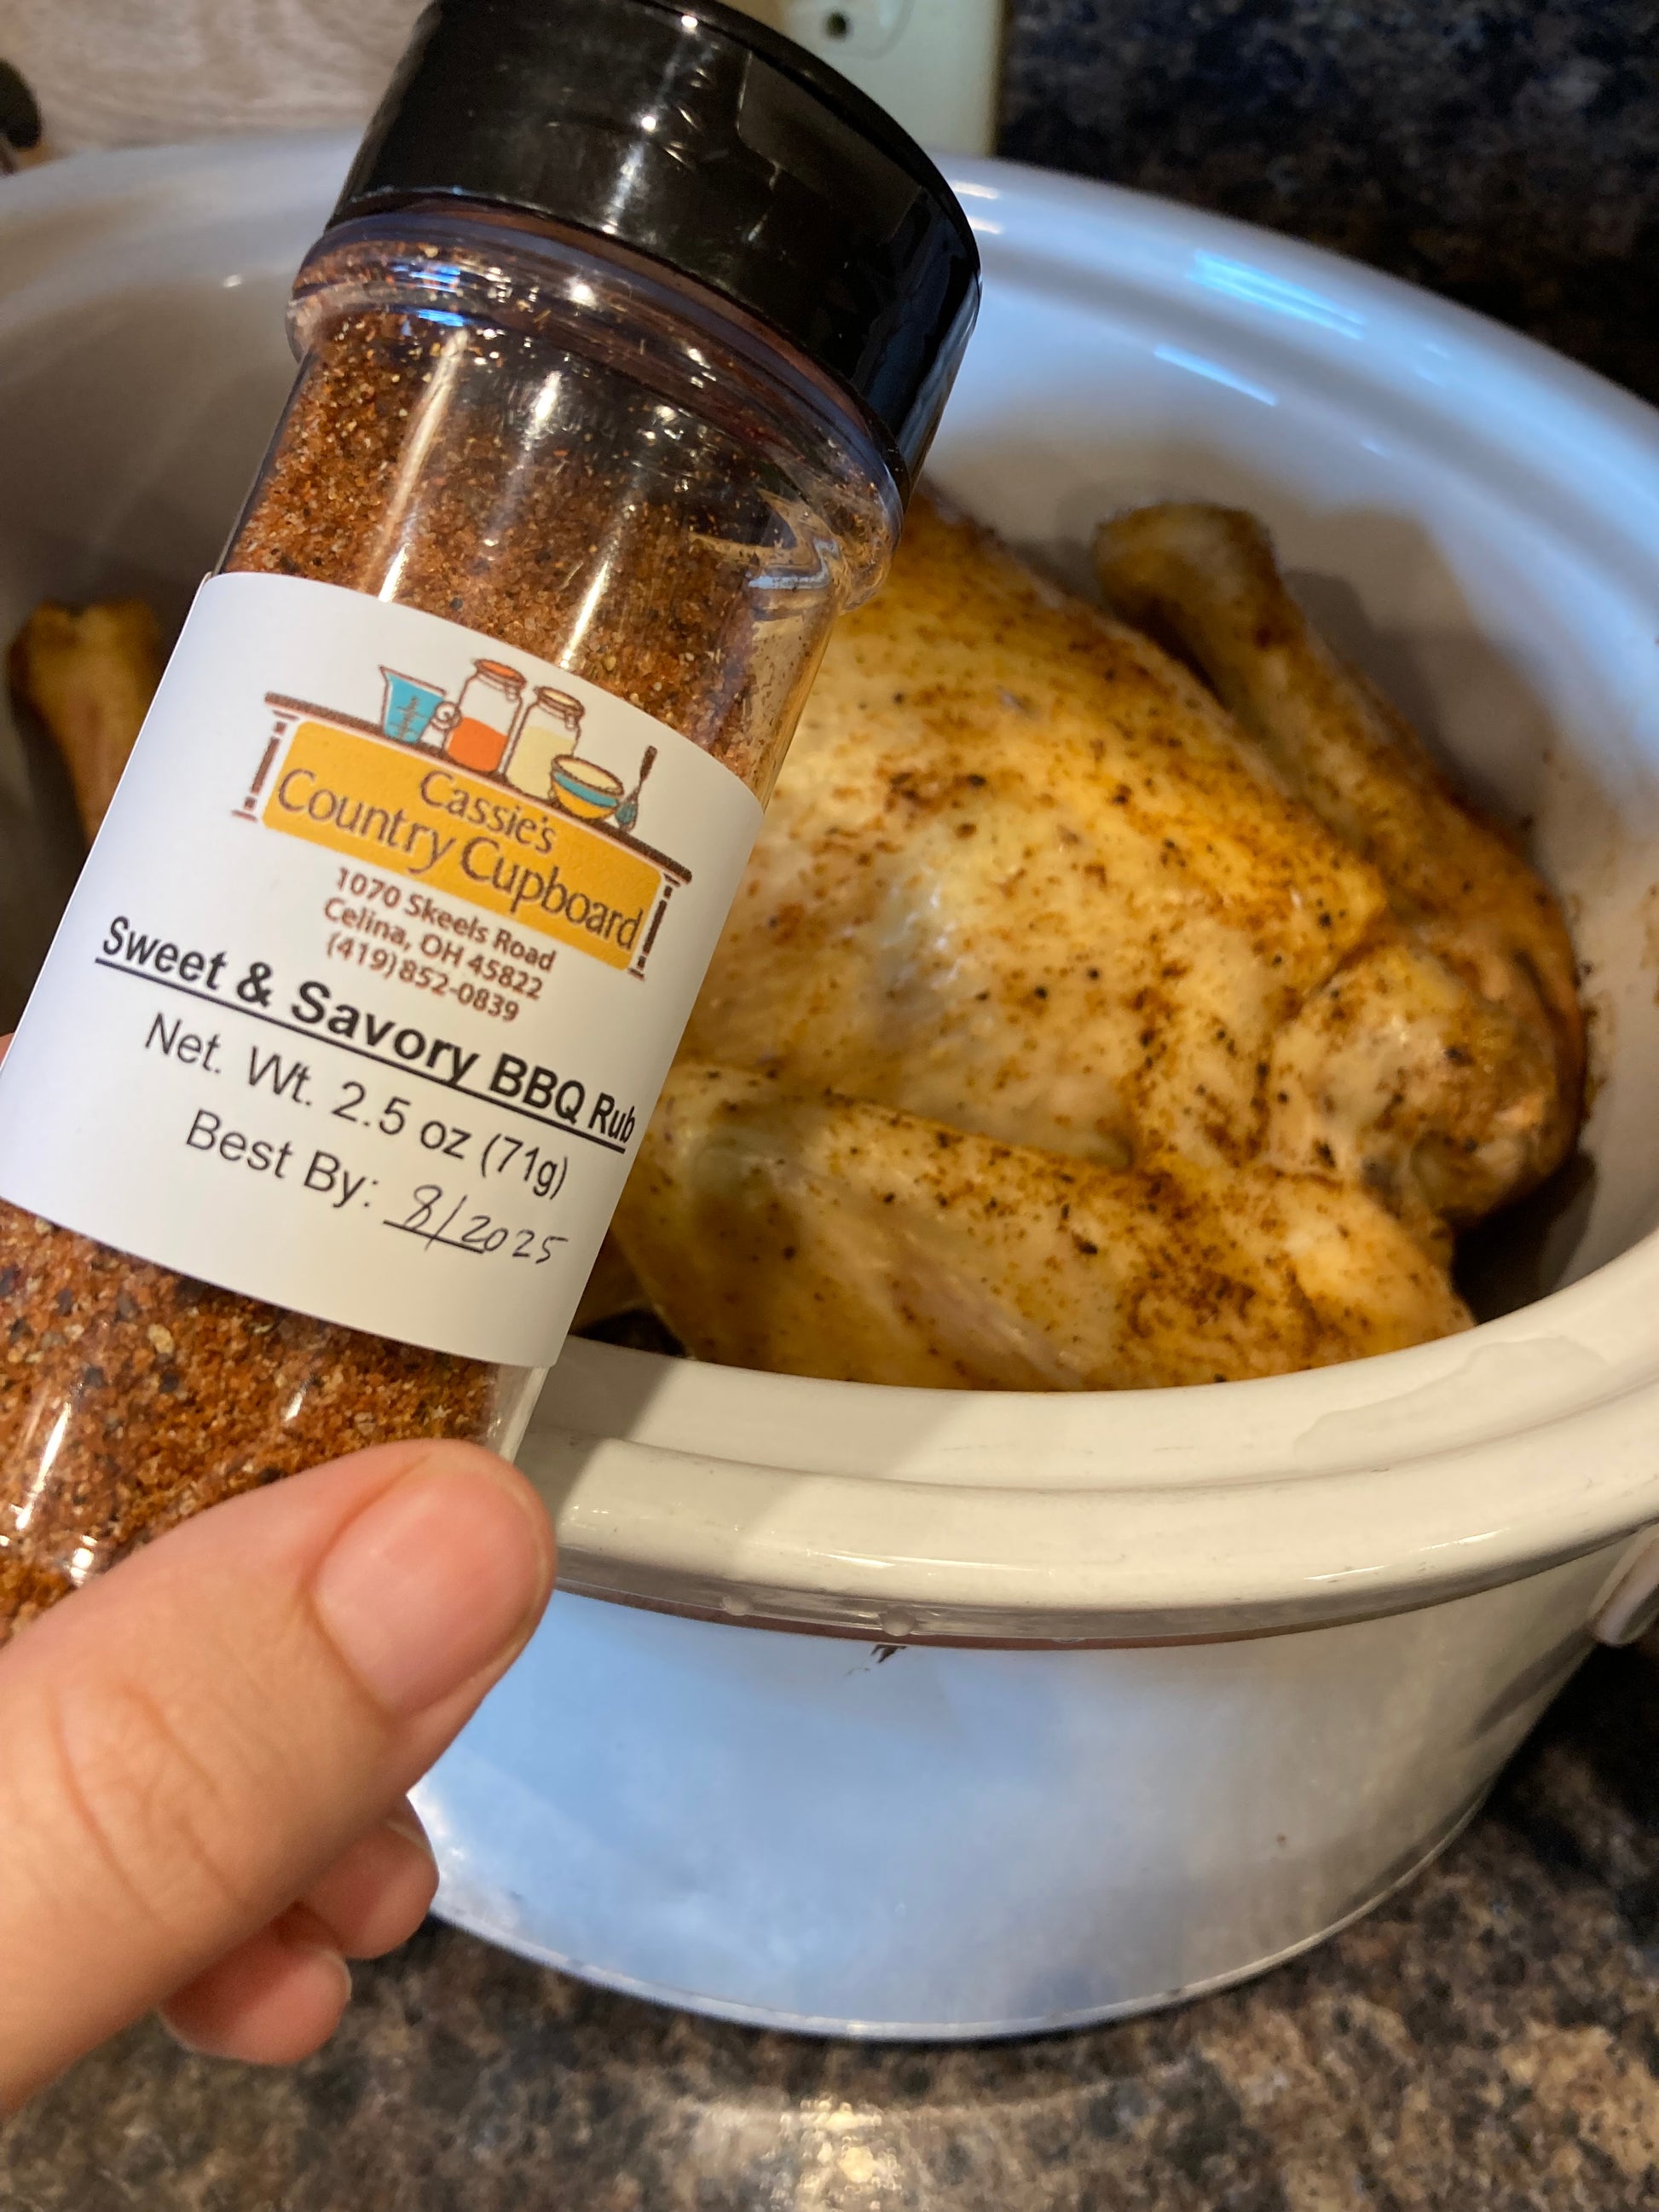 Cassie's
Country Cupboard
1070 Skeels Road
Celina, OH 45822
(419)852-0839
Sweet & Savory BBQ Rub
Net. Wt. 2.5 oz (71g)
Best By: 8/2025